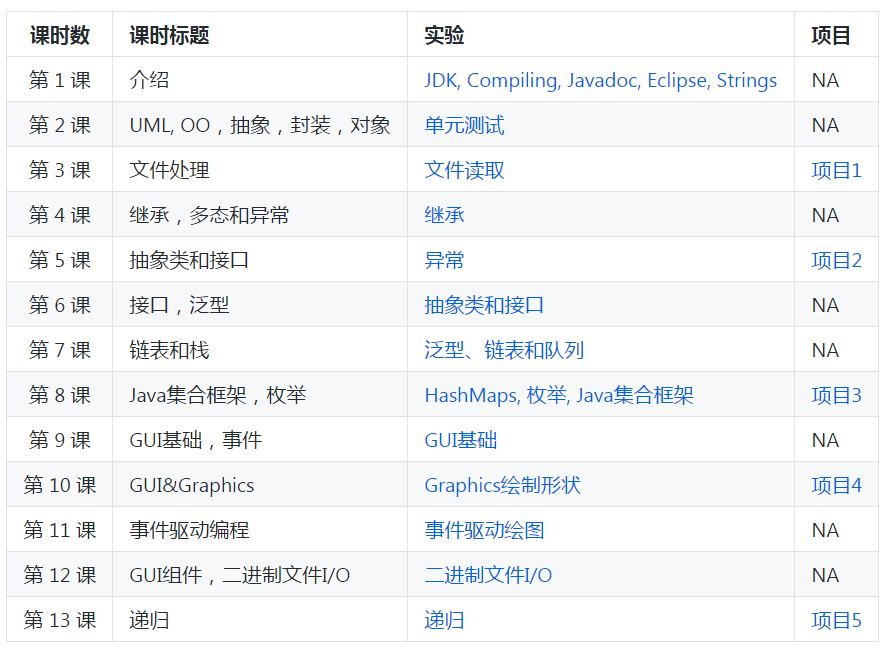 课时数 课时标题 实验 项目
第 1 课 介绍 JDK, Compiling, Javadoc, Eclipse, Strings NA
第 2 课 UML, OO，抽象，封装，对象 单元测试 NA
第 3 课 文件处理 文件读取 项目1
第 4 课 继承，多态和异常 继承 NA
第 5 课 抽象类和接口 异常 项目2
第 6 课 接口，泛型 抽象类和接口 NA
第 7 课 链表和栈 泛型、链表和队列 NA
第 8 课 Java集合框架，枚举 HashMaps, 枚举, Java集合框架 项目3
第 9 课 GUI基础，事件 GUI基础 NA
第 10 课 GUI&Graphics Graphics绘制形状 项目4
第 11 课 事件驱动编程 事件驱动绘图 NA
第 12 课 GUI组件，二进制文件I/O 二进制文件I/O NA
第 13 课 递归 递归 项目5